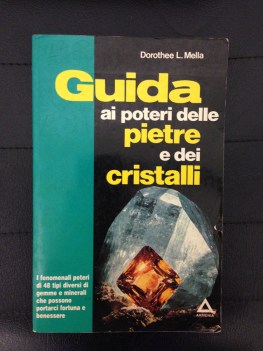 Dorothee L. Mella
Guida
ai poteri delle
pietre
e dei
cristalli
I fenomenali poteri
di 48 tipi diversi di
gemme e minerali
che possono
portarci fortuna e
benessere
ARMENIA